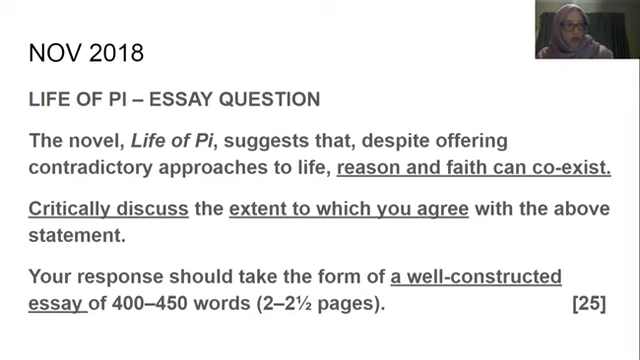 NOV 2018
LIFE OF PI – ESSAY QUESTION
The novel, Life of Pi, suggests that, despite offering
contradictory approaches to life, reason and faith can co-exist.
Critically discuss the extent to which you agree with the above
statement.
Your response should take the form of a well-constructed
essay of 400–450 words (2–2½ pages). [25]